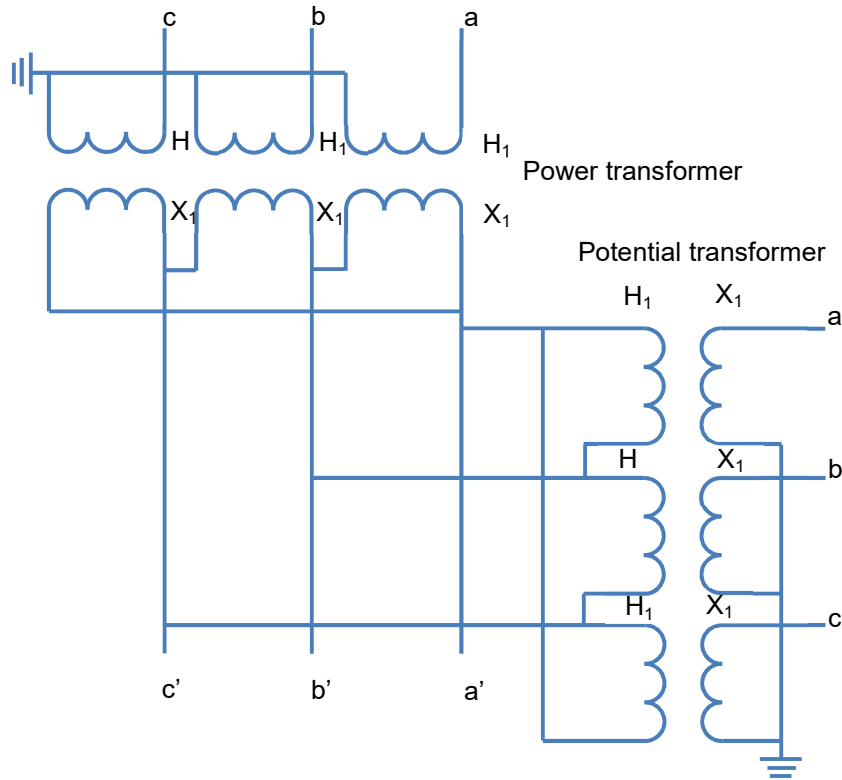 c b a
H H₁ H₁
Power transformer
X₁ X₁ X₁
Potential transformer
H₁ X₁
a
H X₁ b
H₁ X₁ c
c’ b’ a’